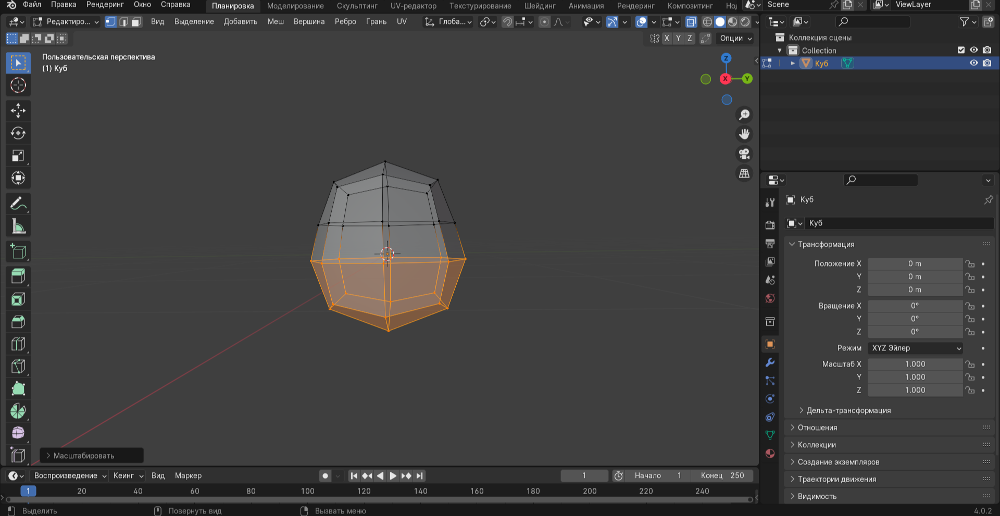 Файл Правка Рендеринг Окно Справка Планировка Моделирование Скульптинг UV-редактор Текстурирование Шейдинг Анимация Рендеринг Композитинг Scene ViewLayer
Редактиро... Вид Выделение Добавить Меш Вершина Ребро Грань UV Глоба...
X Y Z Опции
Пользовательская перспектива
(1) Куб
Z
X
Y
Масштабировать
Коллекция сцены
Collection
Куб
Куб
Куб
Трансформация
Положение X 0 m
Y 0 m
Z 0 m
Вращение X 0°
Y 0°
Z 0°
Режим XYZ Эйлер
Масштаб X 1.000
Y 1.000
Z 1.000
Дельта-трансформация
Отношения
Коллекции
Создание экземпляров
Траектории движения
Видимость
Воспроизведение Кеинг Вид Маркер 1 Начало 1 Конец 250
1 20 40 60 80 100 120 140 160 180 200 220 240
Выделить Повернуть вид Вызвать меню 4.0.2